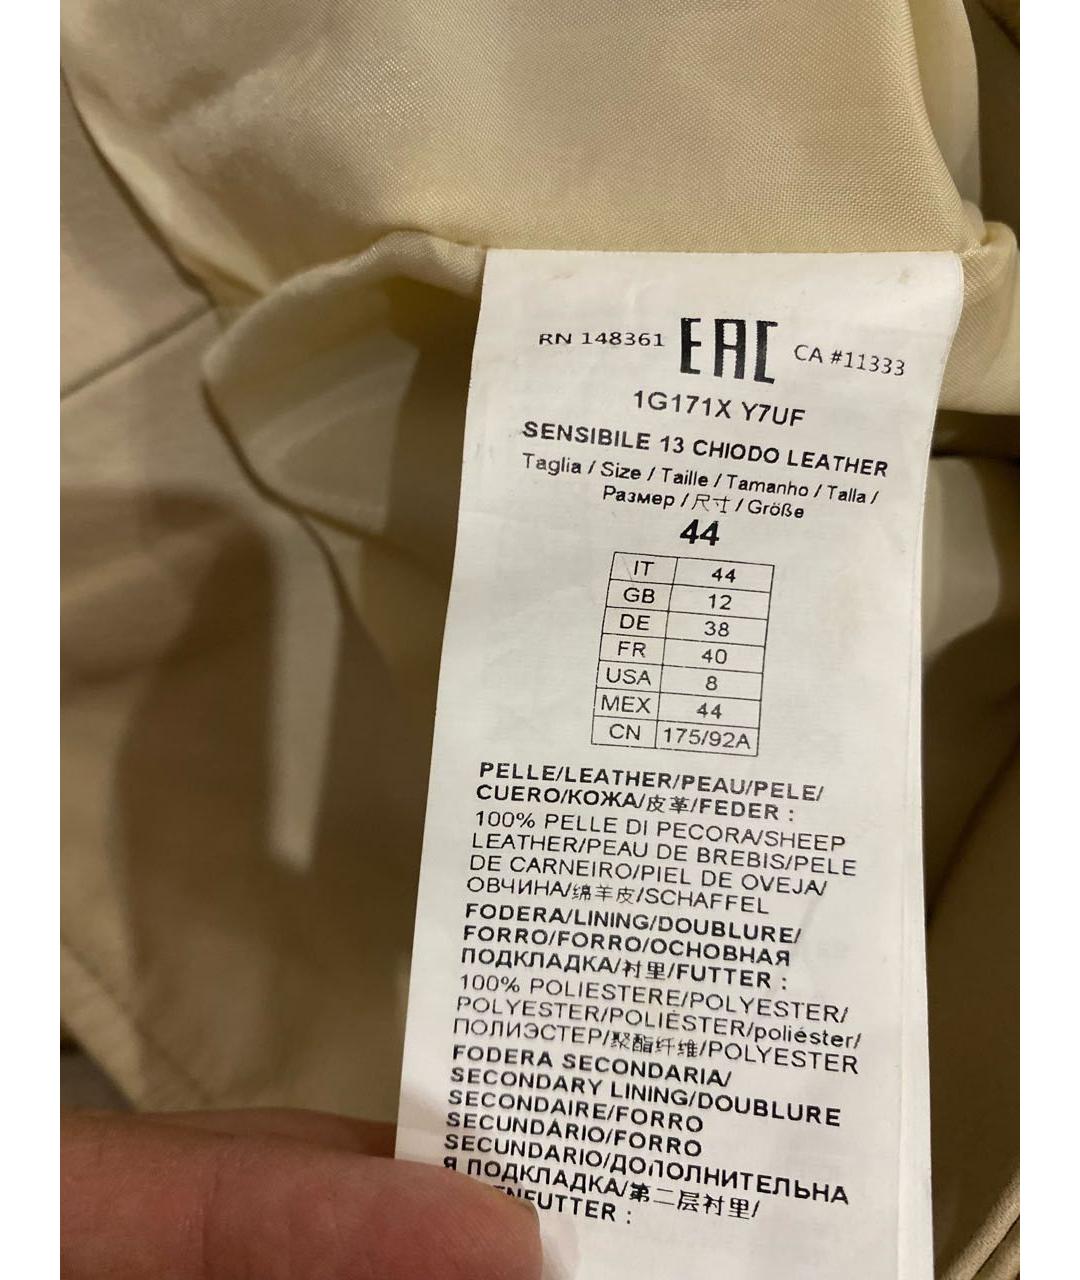 RN 148361 EAC CA #11333
1G171X Y7UF
SENSIBILE 13 CHIODO LEATHER
Taglia / Size / Taille / Tamanho / Talla /
Размер / 尺寸 / Größe
44
IT 44
GB 12
DE 38
FR 40
USA 8
MEX 44
CN 175/92A
PELLE/LEATHER/PEAU/PELE/
CUERO/КОЖА/皮革/FEDER :
100% PELLE DI PECORA/SHEEP
LEATHER/PEAU DE BREBIS/PELE
DE CARNEIRO/PIEL DE OVEJA/
ОВЧИНА/绵羊皮/SCHAFFEL
FODERA/LINING/DOUBLURE/
FORRO/FORRO/ОСНОВНАЯ
ПОДКЛАДКА/衬里/FUTTER :
100% POLIESTERE/POLYESTER/
POLYESTER/POLIÉSTER/poliéster/
ПОЛИЭСТЕР/聚酯纤维/POLYESTER
FODERA SECONDARIA/
SECONDARY LINING/DOUBLURE
SECONDAIRE/FORRO
SECUNDÁRIO/FORRO
SECUNDARIO/ДОПОЛНИТЕЛЬНА
Я ПОДКЛАДКА/第二层衬里/
ENFUTTER :